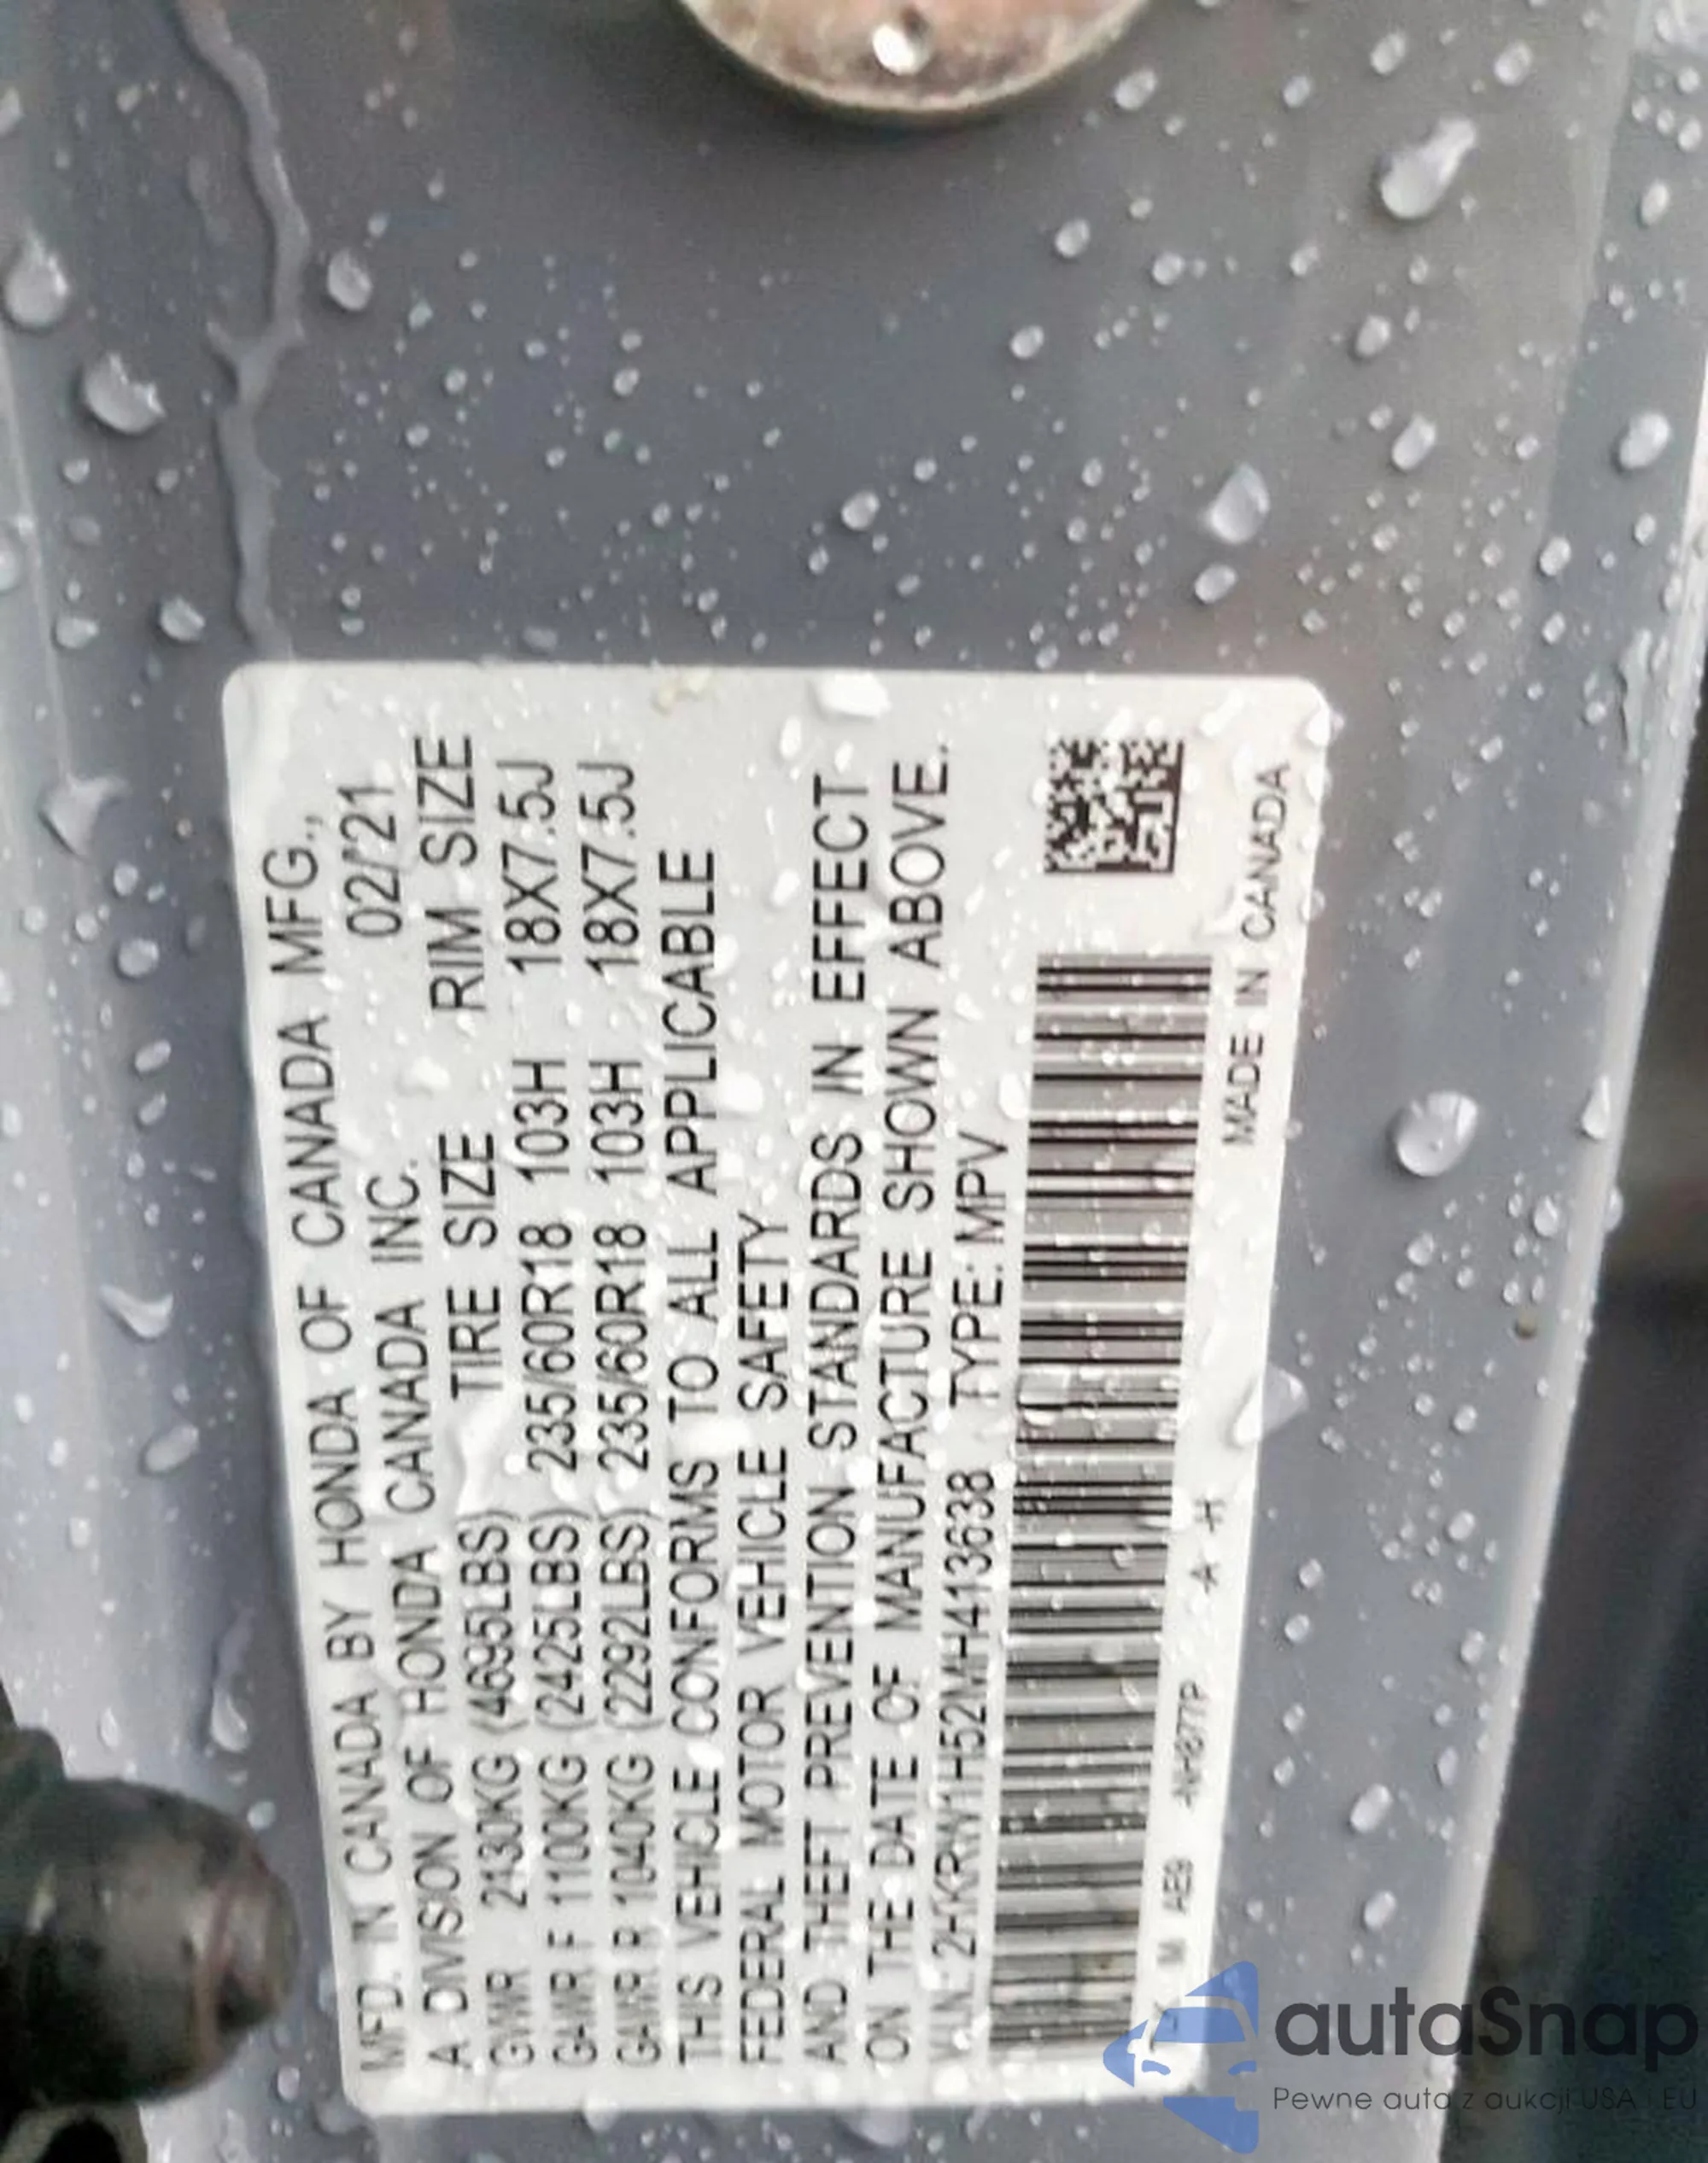 MFD. IN CANADA BY HONDA OF CANADA MFG.,
A DIVISION OF HONDA CANADA INC. 02/21
GVWR 2130KG (4695LBS) TIRE SIZE RIM SIZE
GAWR F 1100KG (2425LBS) 235/60R18 103H 18X7.5J
GAWR R 1040KG (2292LBS) 235/60R18 103H 18X7.5J
THIS VEHICLE CONFORMS TO ALL APPLICABLE
FEDERAL MOTOR VEHICLE SAFETY
AND THEFT PREVENTION STANDARDS IN EFFECT
ON THE DATE OF MANUFACTURE SHOWN ABOVE.
V.I.N: 2HKRW1H52MH413638 TYPE: MPV
M AE9 NH877P A H MADE IN CANADA
autaSnap
Pewne auta z aukcji USA i EU